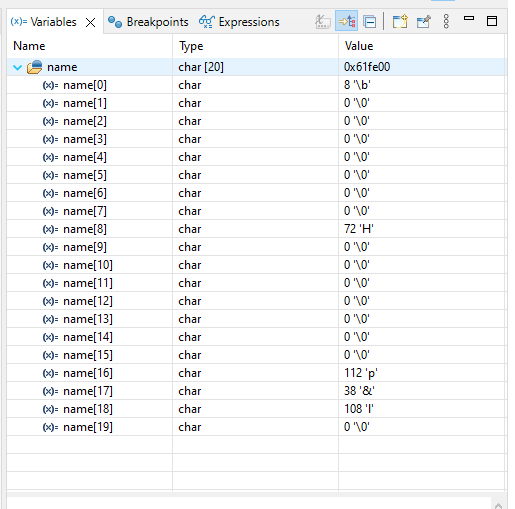 (x)= Variables Breakpoints Expressions
Name Type Value
name char [20] 0x61fe00
(x)= name[0] char 8 '\b'
(x)= name[1] char 0 '\0'
(x)= name[2] char 0 '\0'
(x)= name[3] char 0 '\0'
(x)= name[4] char 0 '\0'
(x)= name[5] char 0 '\0'
(x)= name[6] char 0 '\0'
(x)= name[7] char 0 '\0'
(x)= name[8] char 72 'H'
(x)= name[9] char 0 '\0'
(x)= name[10] char 0 '\0'
(x)= name[11] char 0 '\0'
(x)= name[12] char 0 '\0'
(x)= name[13] char 0 '\0'
(x)= name[14] char 0 '\0'
(x)= name[15] char 0 '\0'
(x)= name[16] char 112 'p'
(x)= name[17] char 38 '&'
(x)= name[18] char 108 'l'
(x)= name[19] char 0 '\0'